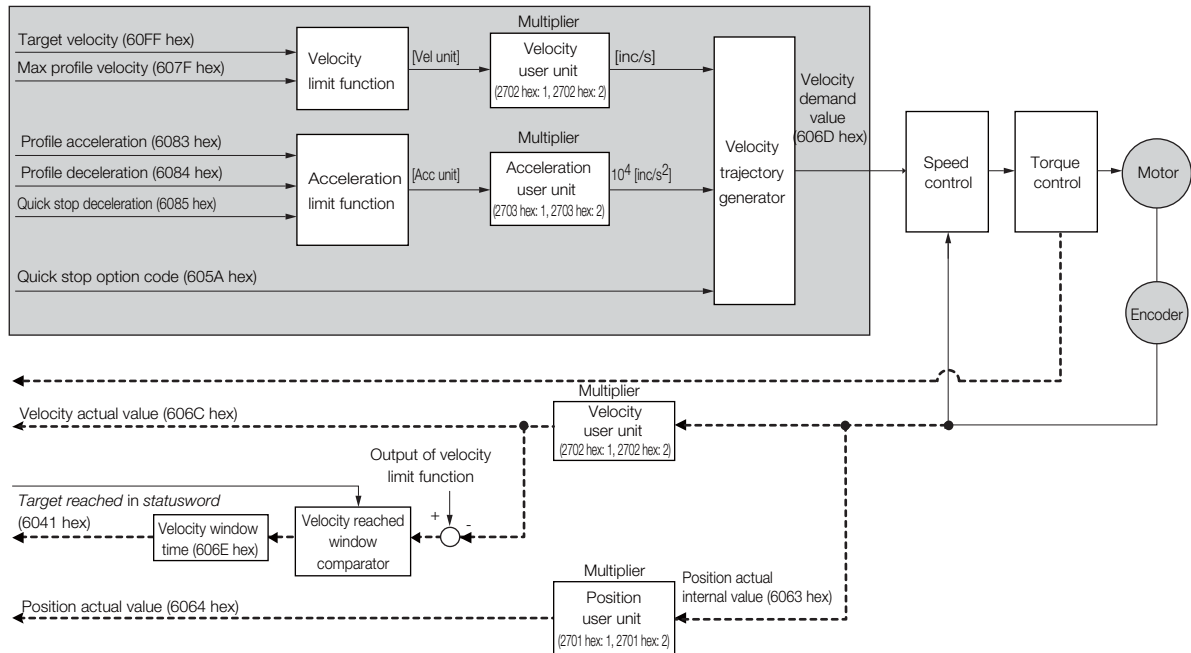 Multiplier
Target velocity (60FF hex)
Max profile velocity (607F hex)
Velocity
limit function
[Vel unit]
Velocity
user unit
(2702 hex: 1, 2702 hex: 2)
[inc/s]
Velocity
demand
value
(606D hex)
Profile acceleration (6083 hex)
Profile deceleration (6084 hex)
Quick stop deceleration (6085 hex)
Acceleration
limit function
[Acc unit]
Multiplier
Acceleration
user unit
(2703 hex: 1, 2703 hex: 2)
10⁴ [inc/s²]
Velocity
trajectory
generator
Speed
control
Torque
control
Motor
Quick stop option code (605A hex)
Encoder
Multiplier
Velocity actual value (606C hex)
Velocity
user unit
(2702 hex: 1, 2702 hex: 2)
Output of velocity
limit function
+
-
Target reached in statusword
(6041 hex)
Velocity window
time (606E hex)
Velocity reached
window
comparator
Multiplier
Position actual value (6064 hex)
Position
user unit
(2701 hex: 1, 2701 hex: 2)
Position actual
internal value (6063 hex)